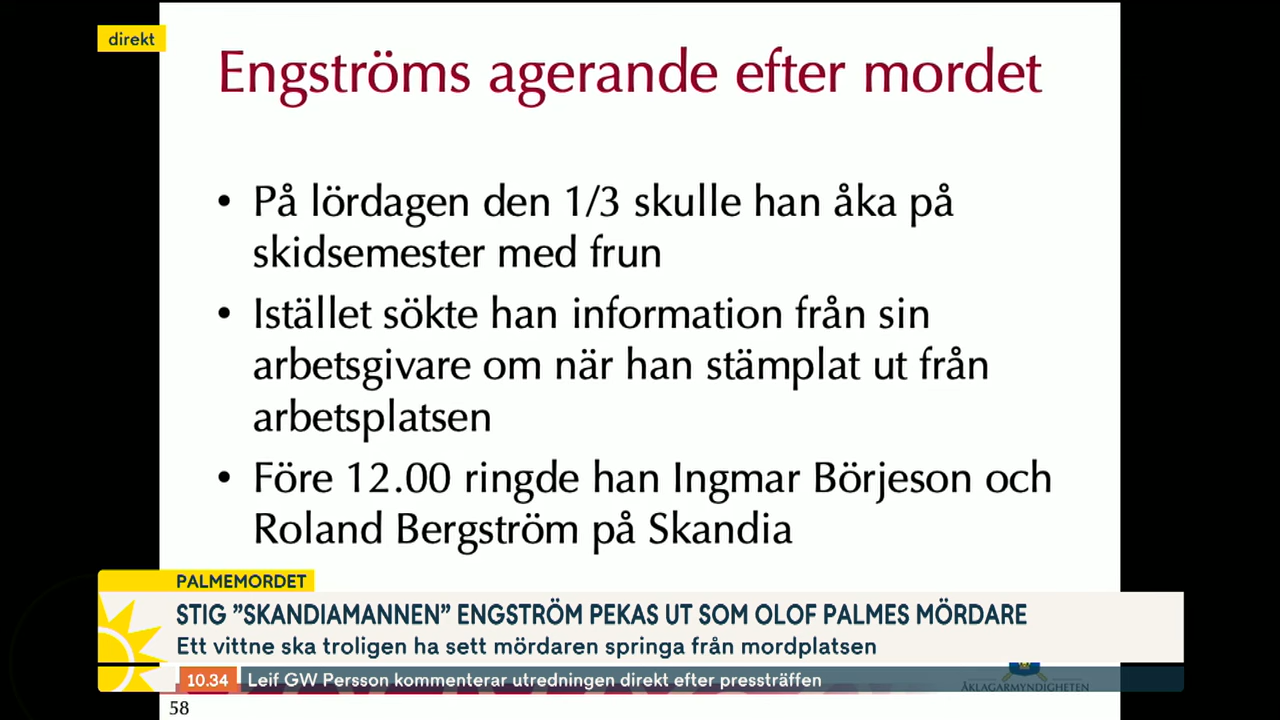 direkt
Engströms agerande efter mordet
• På lördagen den 1/3 skulle han åka på
skidsemester med frun
• Istället sökte han information från sin
arbetsgivare om när han stämplat ut från
arbetsplatsen
• Före 12.00 ringde han Ingmar Börjeson och
Roland Bergström på Skandia
PALMEMORDET
STIG ”SKANDIAMANNEN” ENGSTRÖM PEKAS UT SOM OLOF PALMES MÖRDARE
Ett vittne ska troligen ha sett mördaren springa från mordplatsen
10.34 Leif GW Persson kommenterar utredningen direkt efter pressträffen
ÅKLAGARMYNDIGHETEN
58